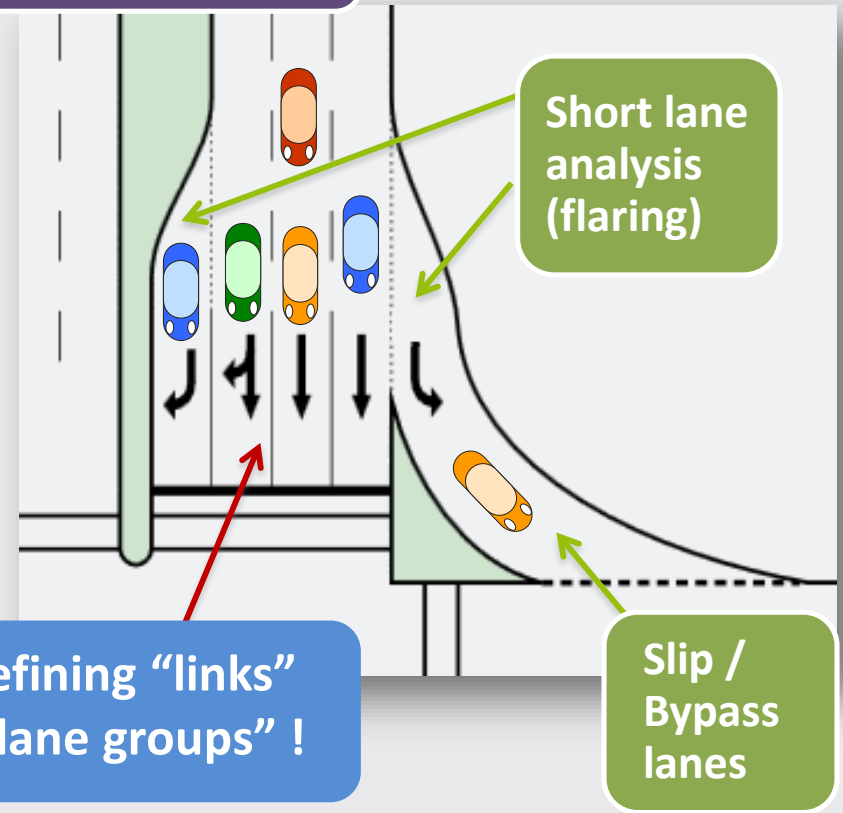 Short lane
analysis
(flaring)
efining “links”
lane groups” !
Slip /
Bypass
lanes